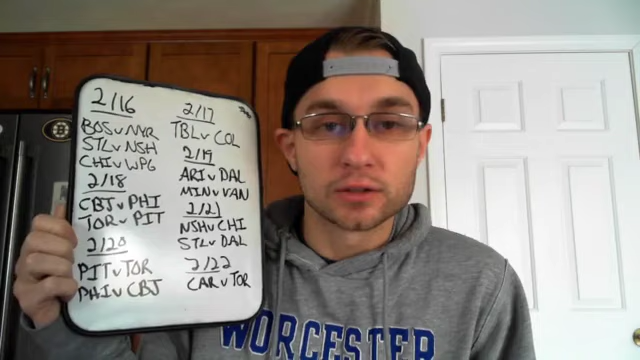 2/16
BOS v NYR
STL v NSH
CHI v WPG
2/18
CBJ v PHI
TOR v PIT
2/20
PIT v TOR
PHI v CBJ
2/17
TBL v COL
2/19
ARI v DAL
MIN v VAN
2/21
NSH v CHI
STL v DAL
2/22
CAR v TOR
WORCESTER